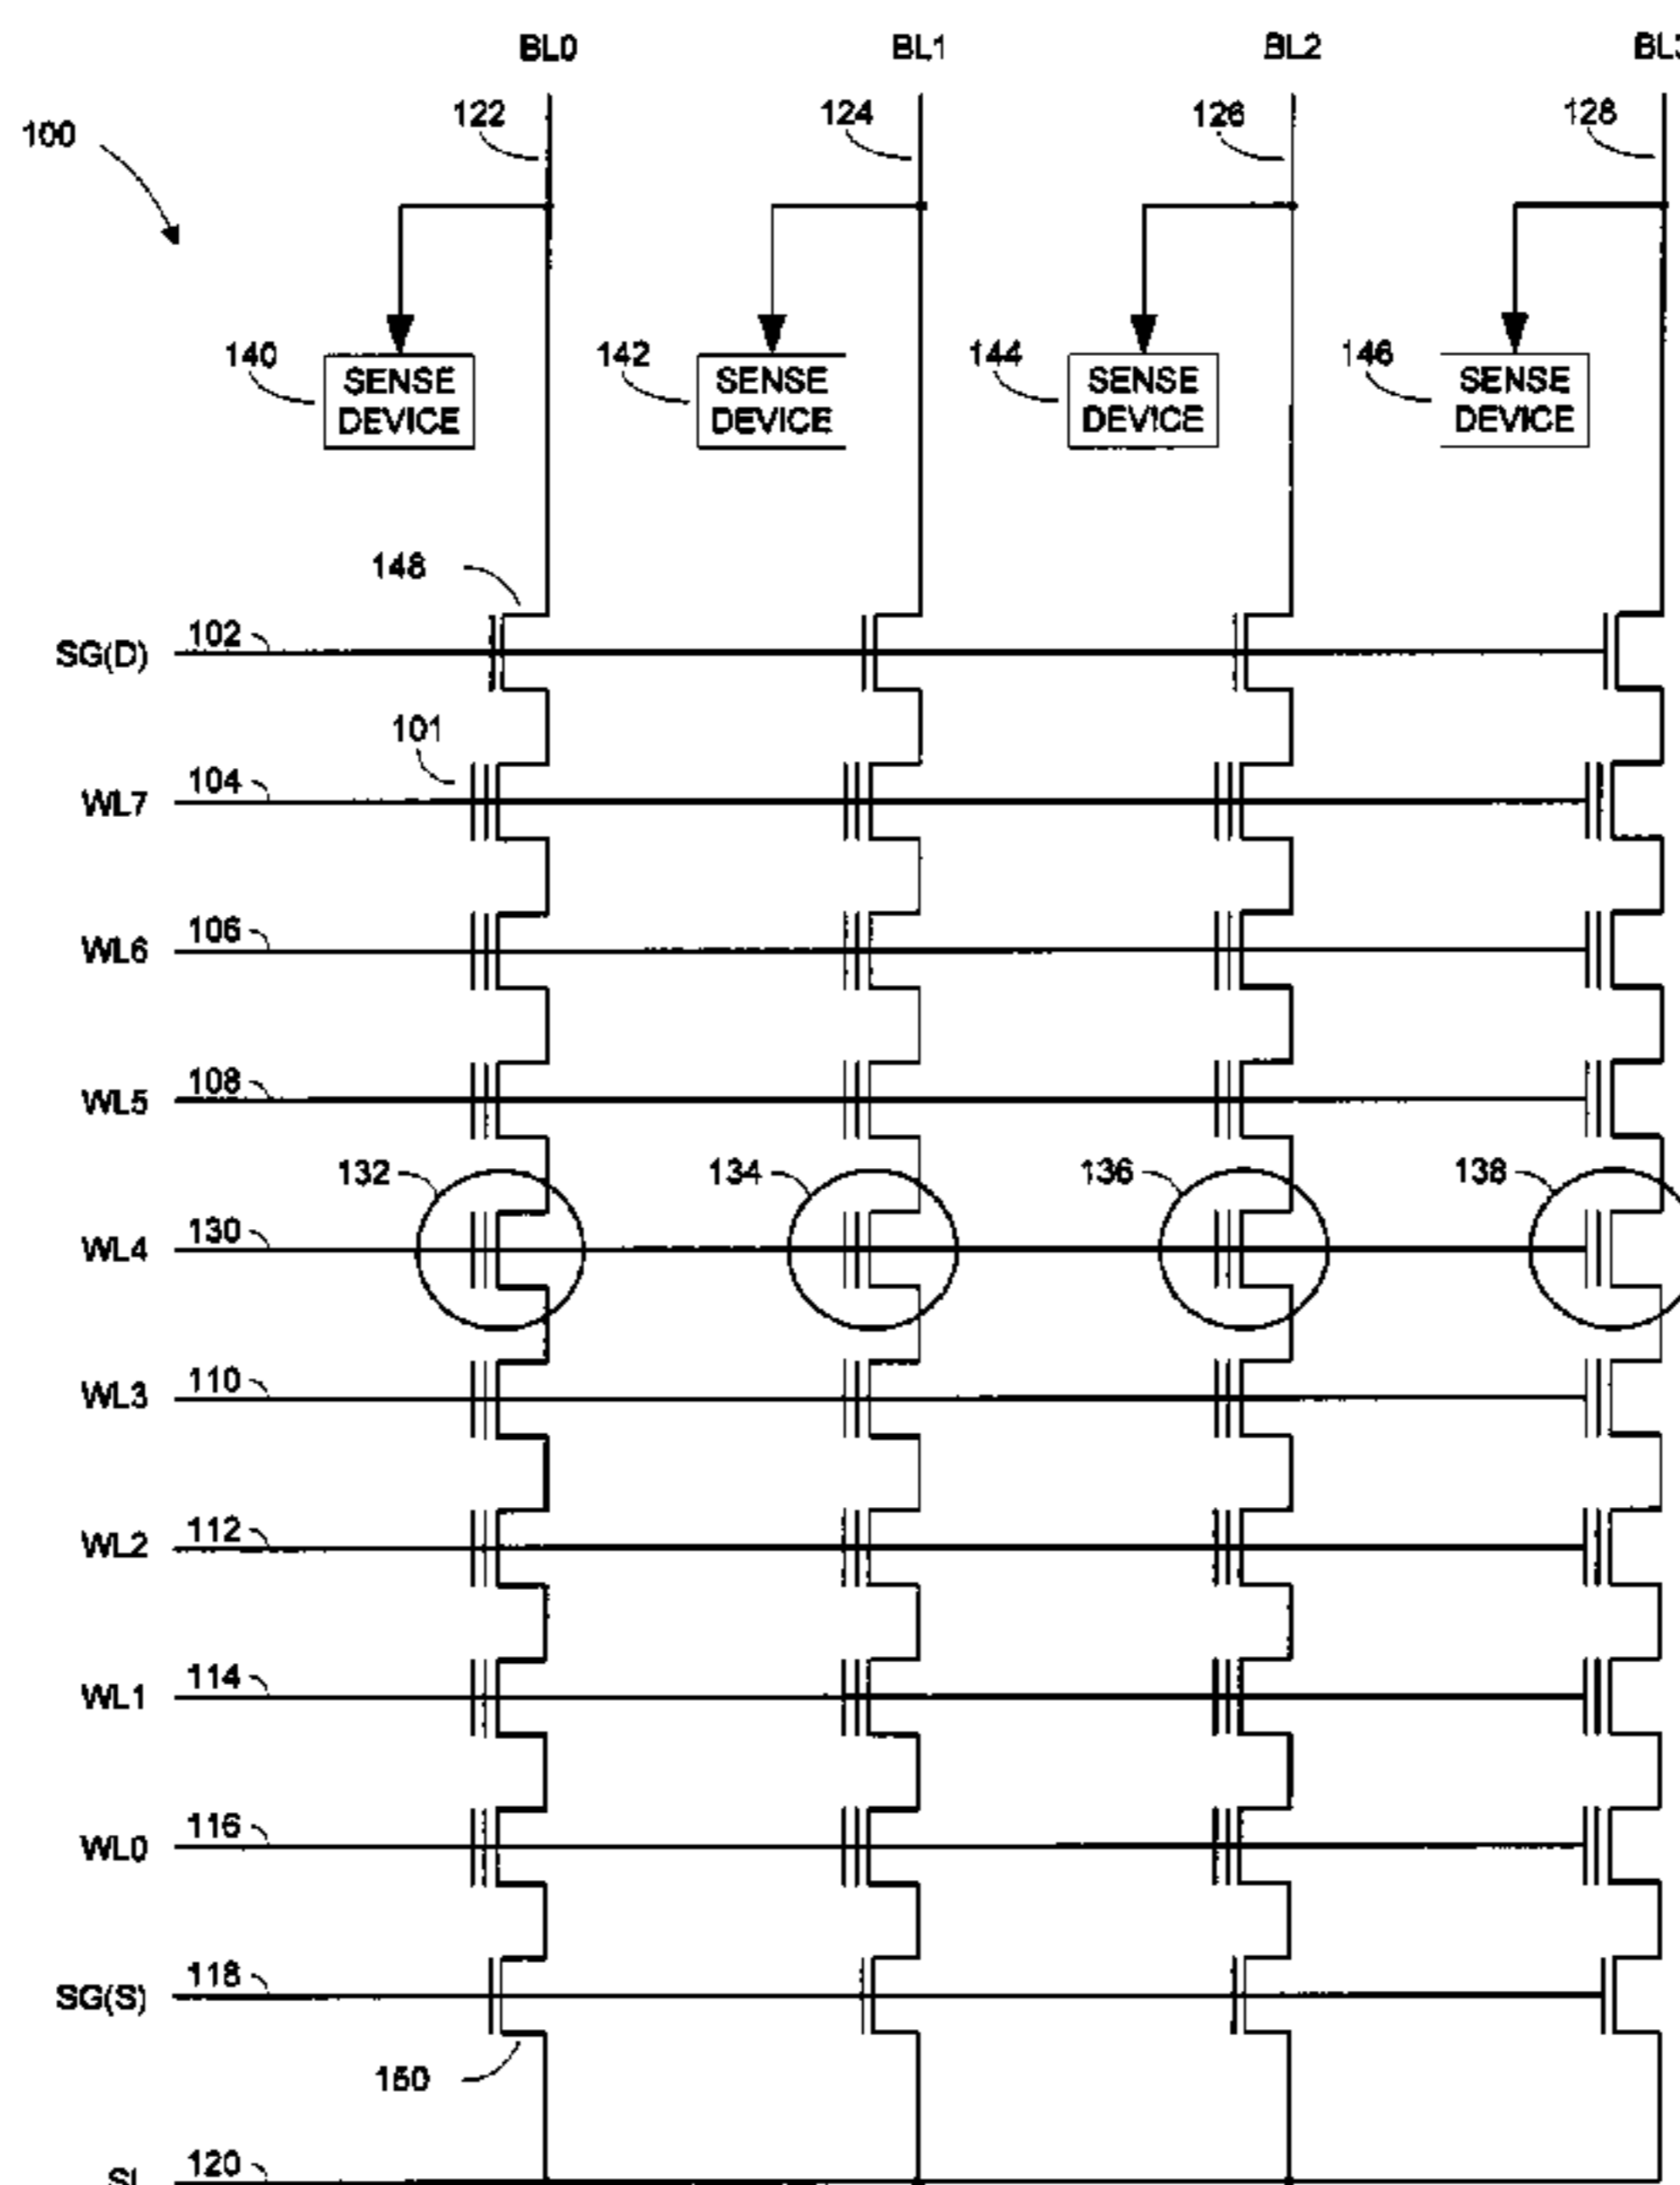 BL0 BL1 BL2
100 122 124 126 128
140 142 144 146
SENSE DEVICE SENSE DEVICE SENSE DEVICE SENSE DEVICE
148
SG(D) 102
101
WL7 104
WL6 106
WL5 108
132 134 136 138
WL4 130
WL3 110
WL2 112
WL1 114
WL0 116
SG(S) 118
150
SL 120